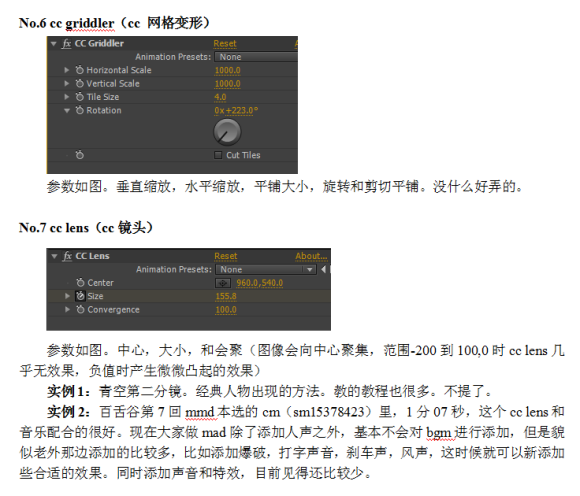 No.6 cc griddler（cc 网格变形）
fx CC Griddler Reset
Animation Presets: None
Horizontal Scale 1000.0
Vertical Scale 1000.0
Tile Size 4.0
Rotation 0x+223.0°
Cut Tiles
参数如图。垂直缩放，水平缩放，平铺大小，旋转和剪切平铺。没什么好弄的。
No.7 cc lens（cc 镜头）
fx CC Lens Reset About...
Animation Presets: None
Center 960.0,540.0
Size 155.8
Convergence 100.0
参数如图。中心，大小，和会聚（图像会向中心聚集，范围-200 到 100,0 时 cc lens 几
乎无效果，负值时产生微微凸起的效果）
实例 1：青空第二分镜。经典人物出现的方法。教的教程也很多。不提了。
实例 2：百舌谷第 7 回 mmd 本选的 cm（sm15378423）里，1 分 07 秒，这个 cc lens 和
音乐配合的很好。现在大家做 mad 除了添加人声之外，基本不会对 bgm 进行添加，但是貌
似老外那边添加的比较多，比如添加爆破，打字声音，刹车声，风声，这时候就可以新添加
些合适的效果。同时添加声音和特效，目前见得还比较少。